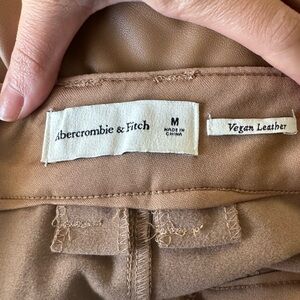 Abercrombie & Fitch
M
MADE IN
CHINA
Vegan Leather